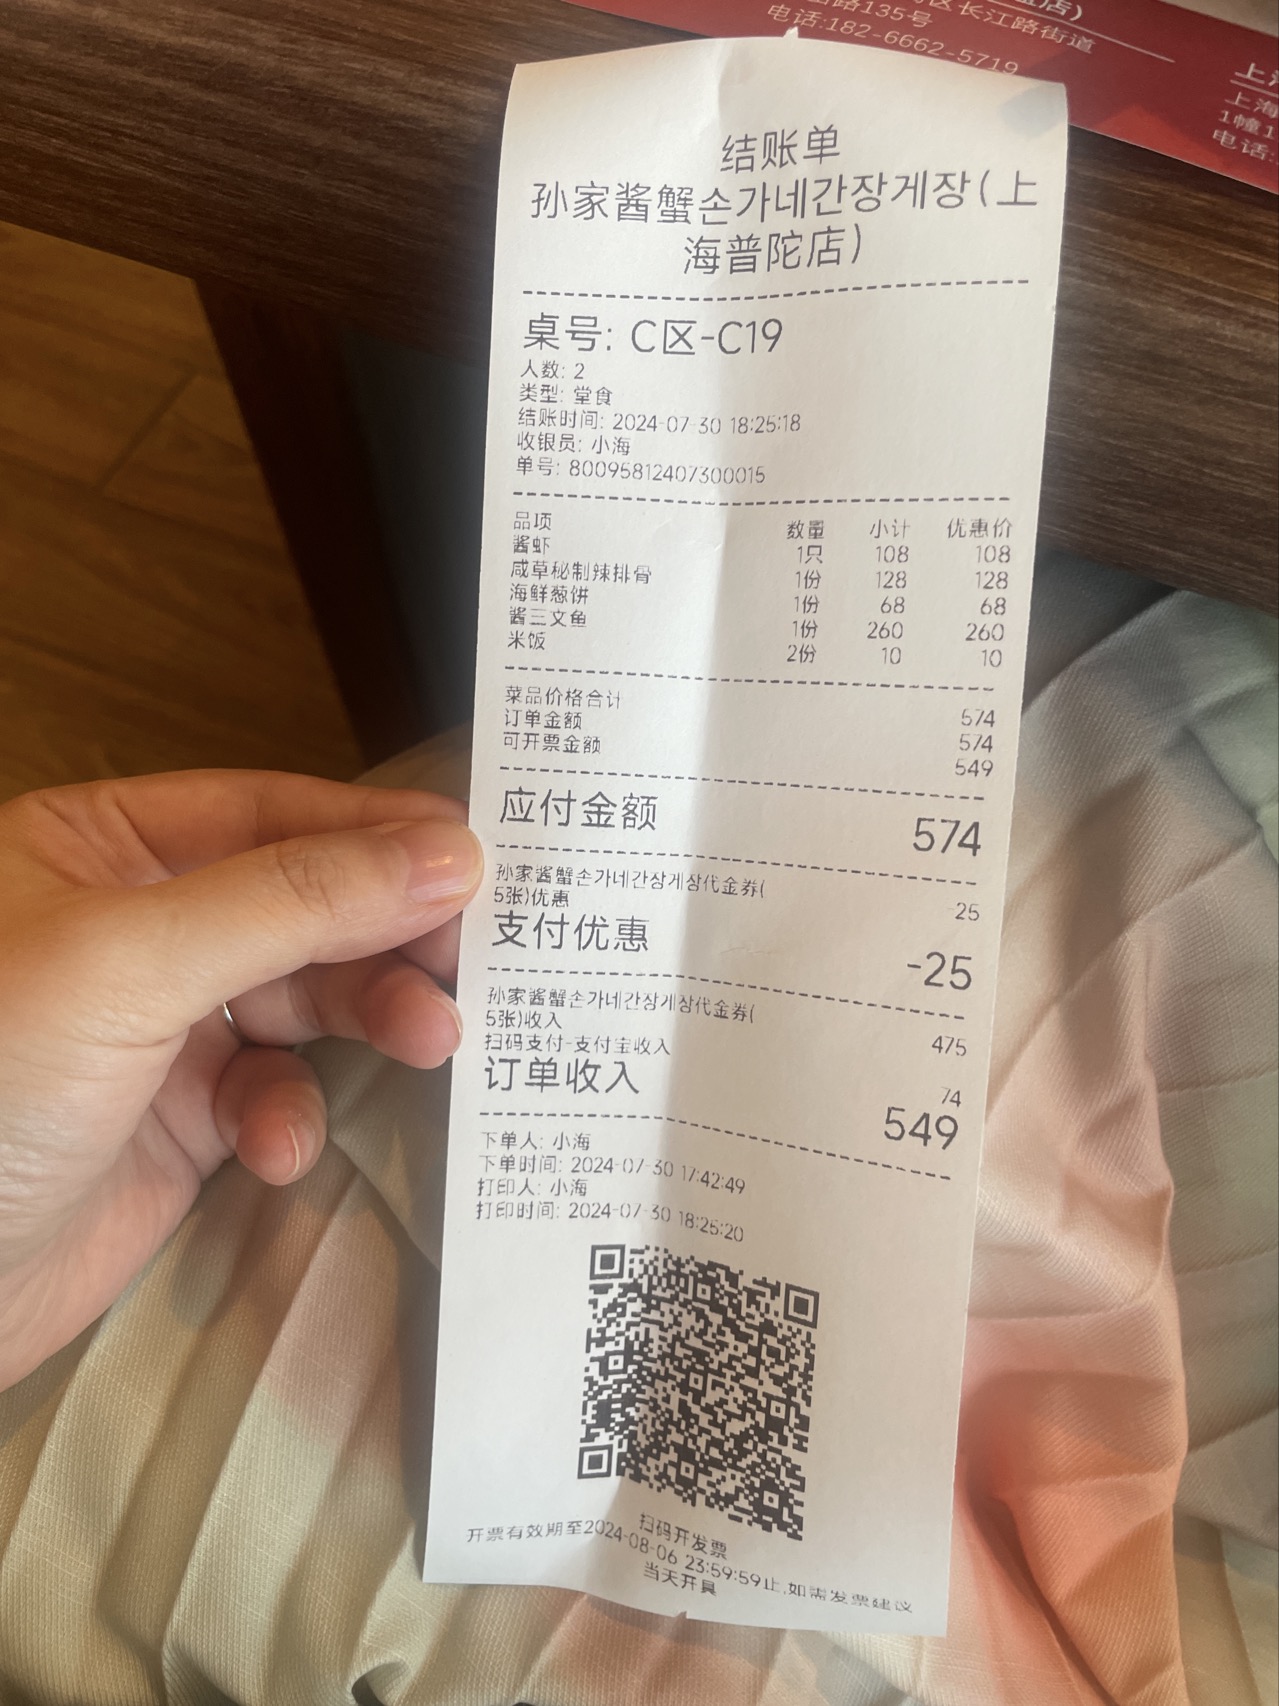 区长江路街道
路135号
电话:182-6662-5719
上海
1幢1
电话:
结账单
孙家酱蟹손가네간장게장(上
海普陀店)
桌号: C区-C19
人数: 2
类型: 堂食
结账时间: 2024-07-30 18:25:18
收银员: 小海
单号: 80095812407300015
品项 数量 小计 优惠价
酱虾 1只 108 108
咸草秘制辣排骨 1份 128 128
海鲜葱饼 1份 68 68
酱三文鱼 1份 260 260
米饭 2份 10 10
菜品价格合计 574
订单金额 574
可开票金额 549
应付金额 574
孙家酱蟹손가네간장게장代金券(
5张)优惠 -25
支付优惠 -25
孙家酱蟹손가네간장게장代金券(
5张)收入 475
扫码支付-支付宝收入 74
订单收入 549
下单人: 小海
下单时间: 2024-07-30 17:42:49
打印人: 小海
打印时间: 2024-07-30 18:25:20
扫码开发票
开票有效期至2024-08-06 23:59:59止,如需发票建议
当天开具